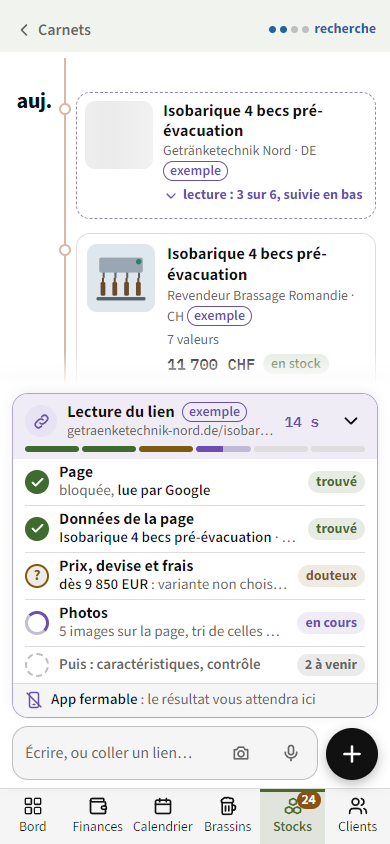 Carnets
recherche
auj.
Isobarique 4 becs pré-
évacuation
Getränketechnik Nord · DE
exemple
lecture : 3 sur 6, suivie en bas
Isobarique 4 becs pré-
évacuation
Revendeur Brassage Romandie ·
CH exemple
7 valeurs
11 700 CHF en stock
Lecture du lien exemple
14 s
getraenketechnik-nord.de/isobar…
Page
bloquée, lue par Google
trouvé
Données de la page
Isobarique 4 becs pré-évacuation · …
trouvé
?
Prix, devise et frais
dès 9 850 EUR : variante non chois…
douteux
Photos
5 images sur la page, tri de celles …
en cours
Puis : caractéristiques, contrôle
2 à venir
App fermable : le résultat vous attendra ici
Écrire, ou coller un lien…
24
Bord Finances Calendrier Brassins Stocks Clients